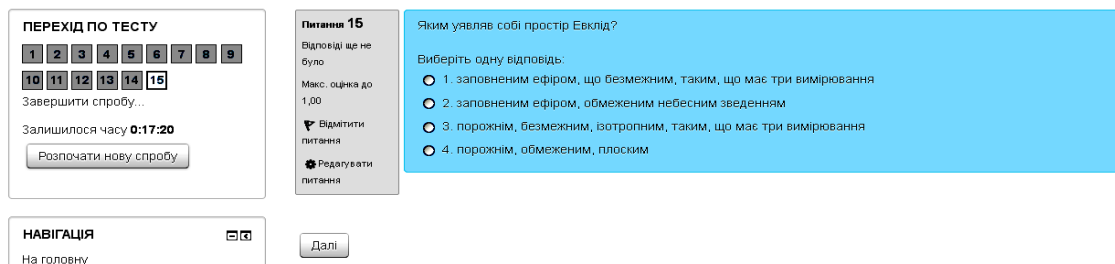 ПЕРЕХІД ПО ТЕСТУ
1 2 3 4 5 6 7 8 9
10 11 12 13 14 15
Завершити спробу...
Залишилося часу 0:17:20
Розпочати нову спробу
НАВІГАЦІЯ
На головну
Питання 15
Відповіді ще не
було
Макс. оцінка до
1,00
Відмітити
питання
Редагувати
питання
Яким уявляв собі простір Евклід?
Виберіть одну відповідь:
1. заповненим ефіром, що безмежним, таким, що має три вимірювання
2. заповненим ефіром, обмеженим небесним зведенням
3. порожнім, безмежним, ізотропним, таким, що має три вимірювання
4. порожнім, обмеженим, плоским
Далі